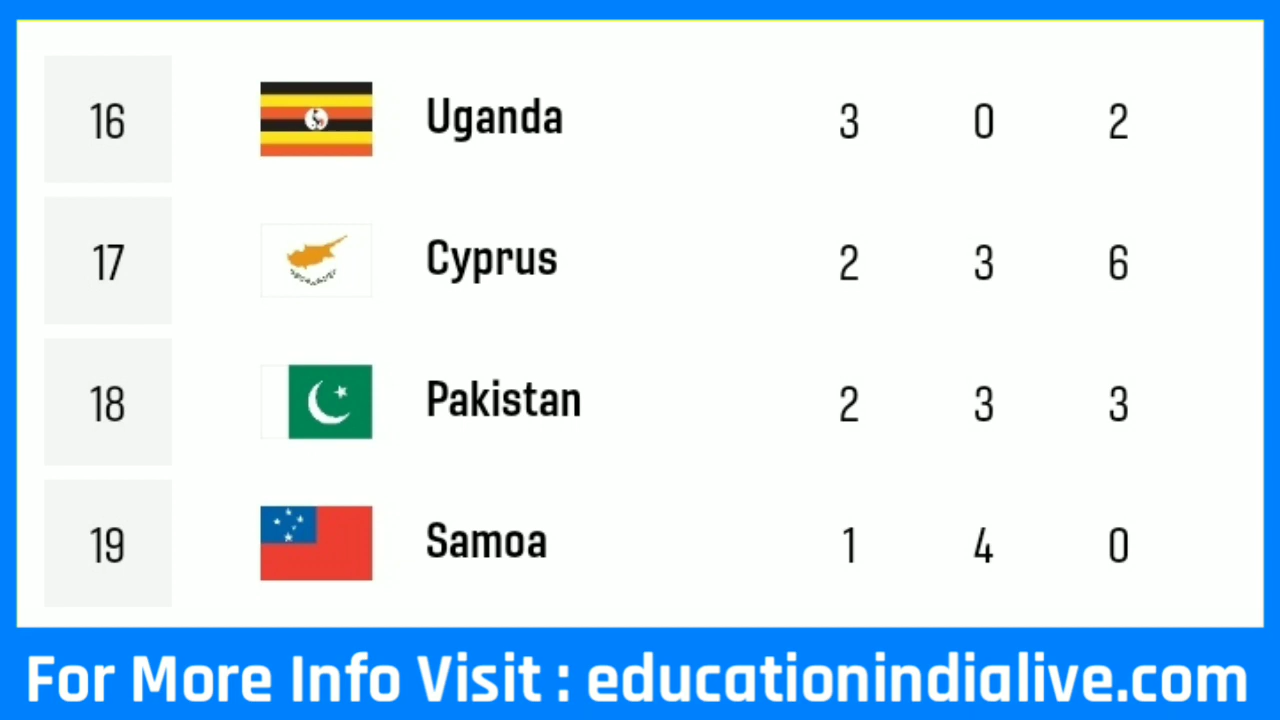 16 Uganda 3 0 2
17 Cyprus 2 3 6
18 Pakistan 2 3 3
19 Samoa 1 4 0
For More Info Visit : educationindialive.com